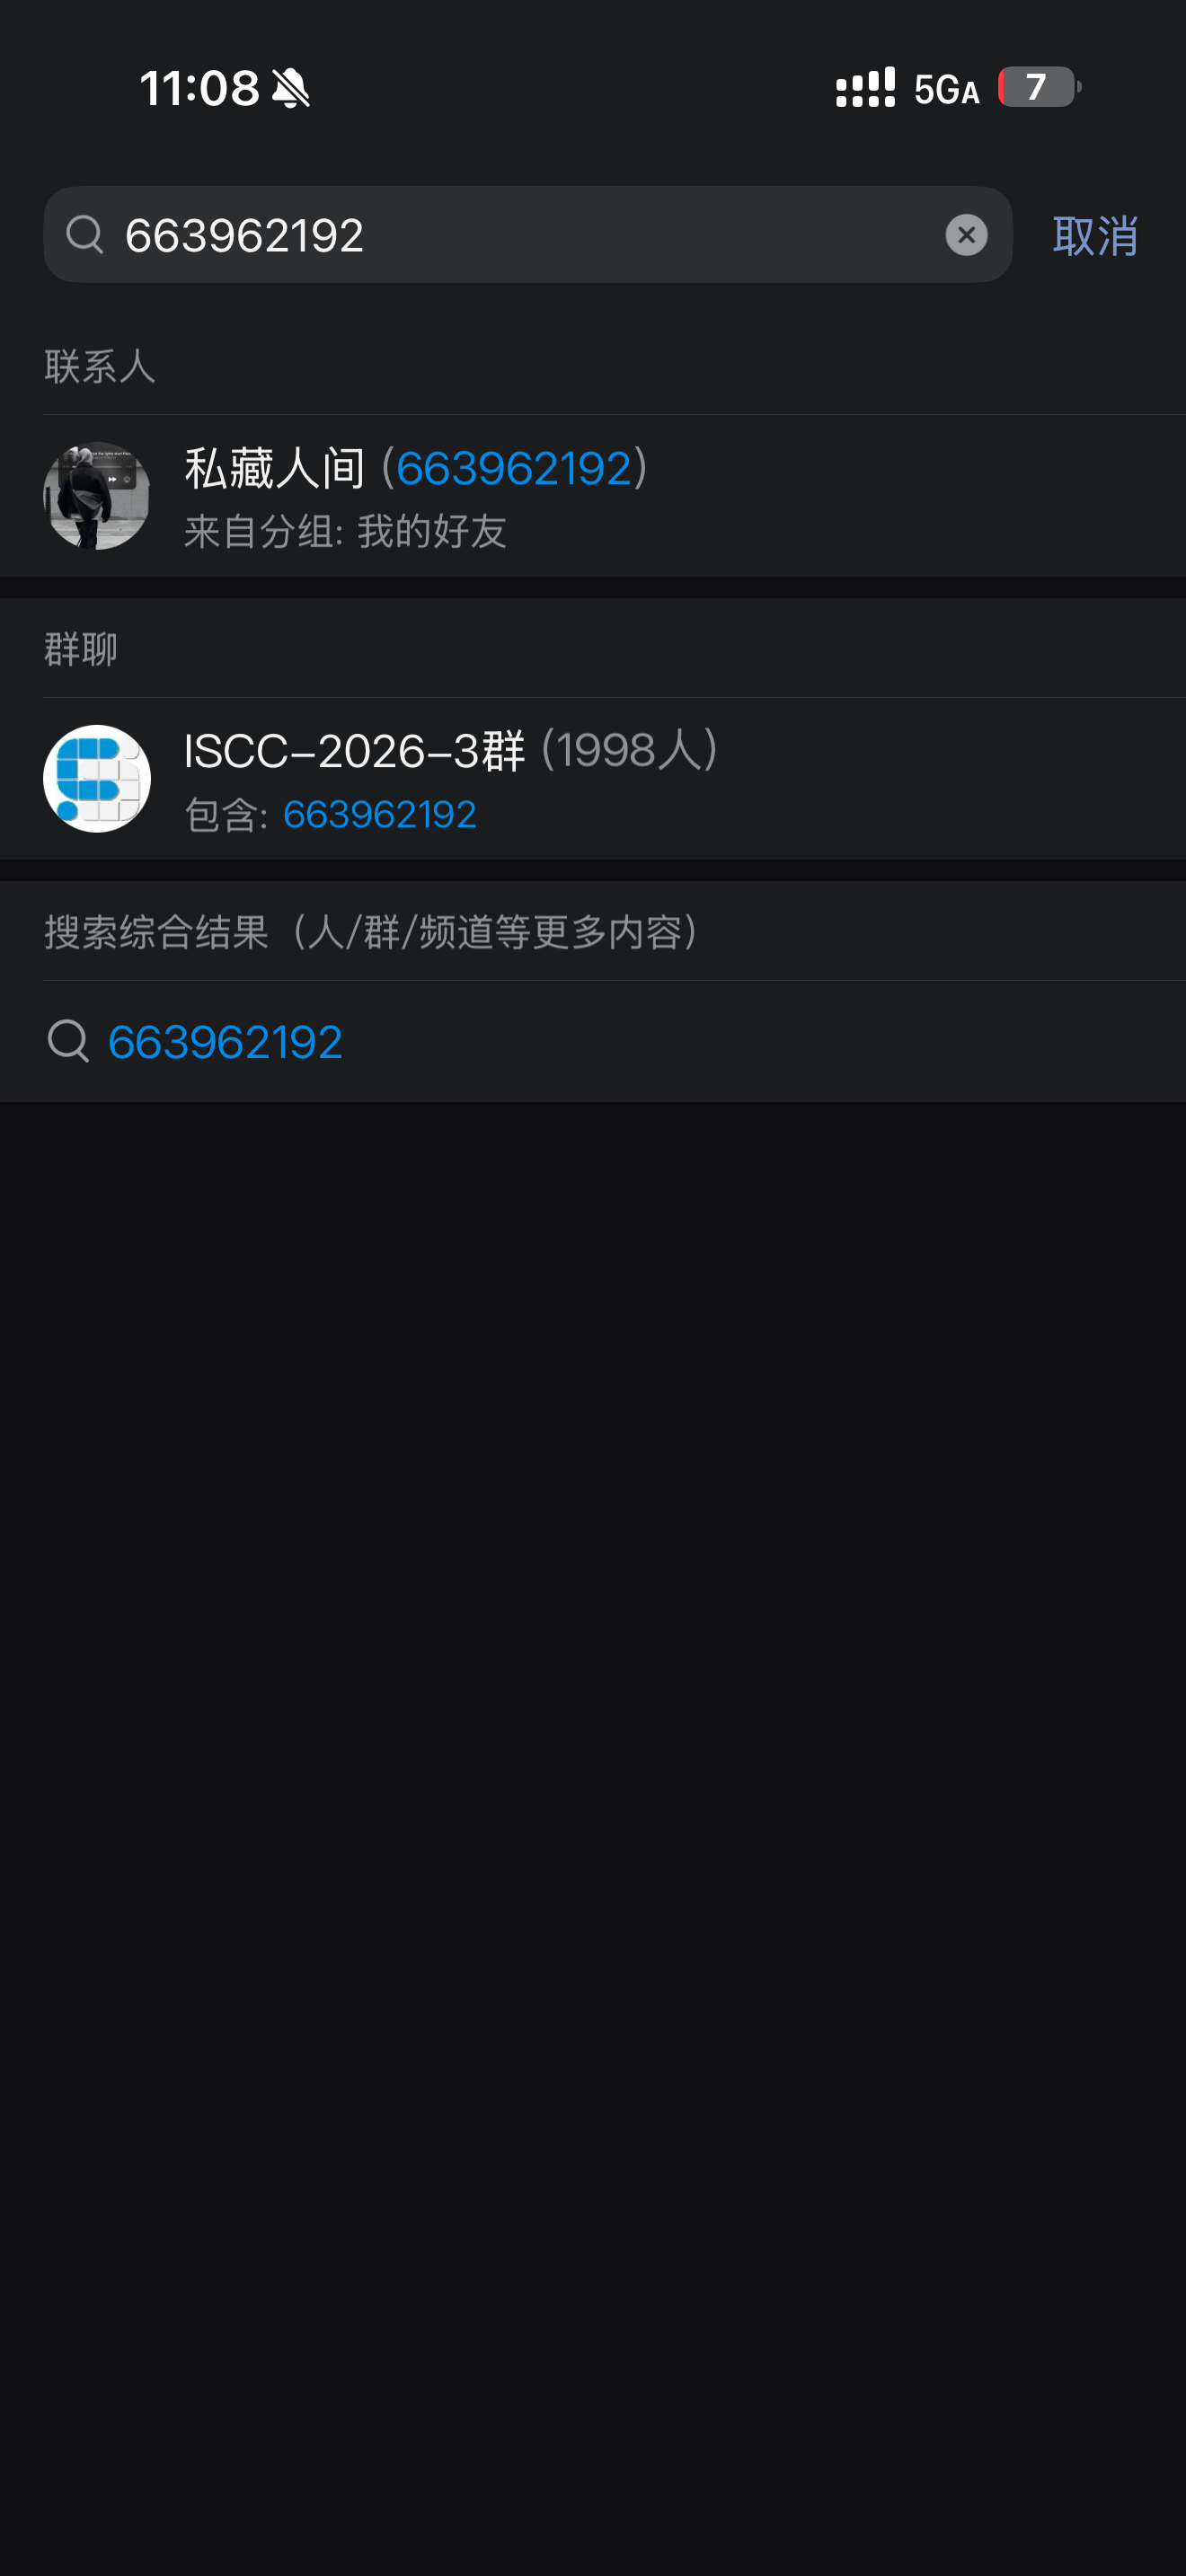 11:08 5GA 7
663962192 取消
联系人
私藏人间 (663962192)
来自分组: 我的好友
群聊
ISCC-2026-3群 (1998人)
包含: 663962192
搜索综合结果（人/群/频道等更多内容）
663962192